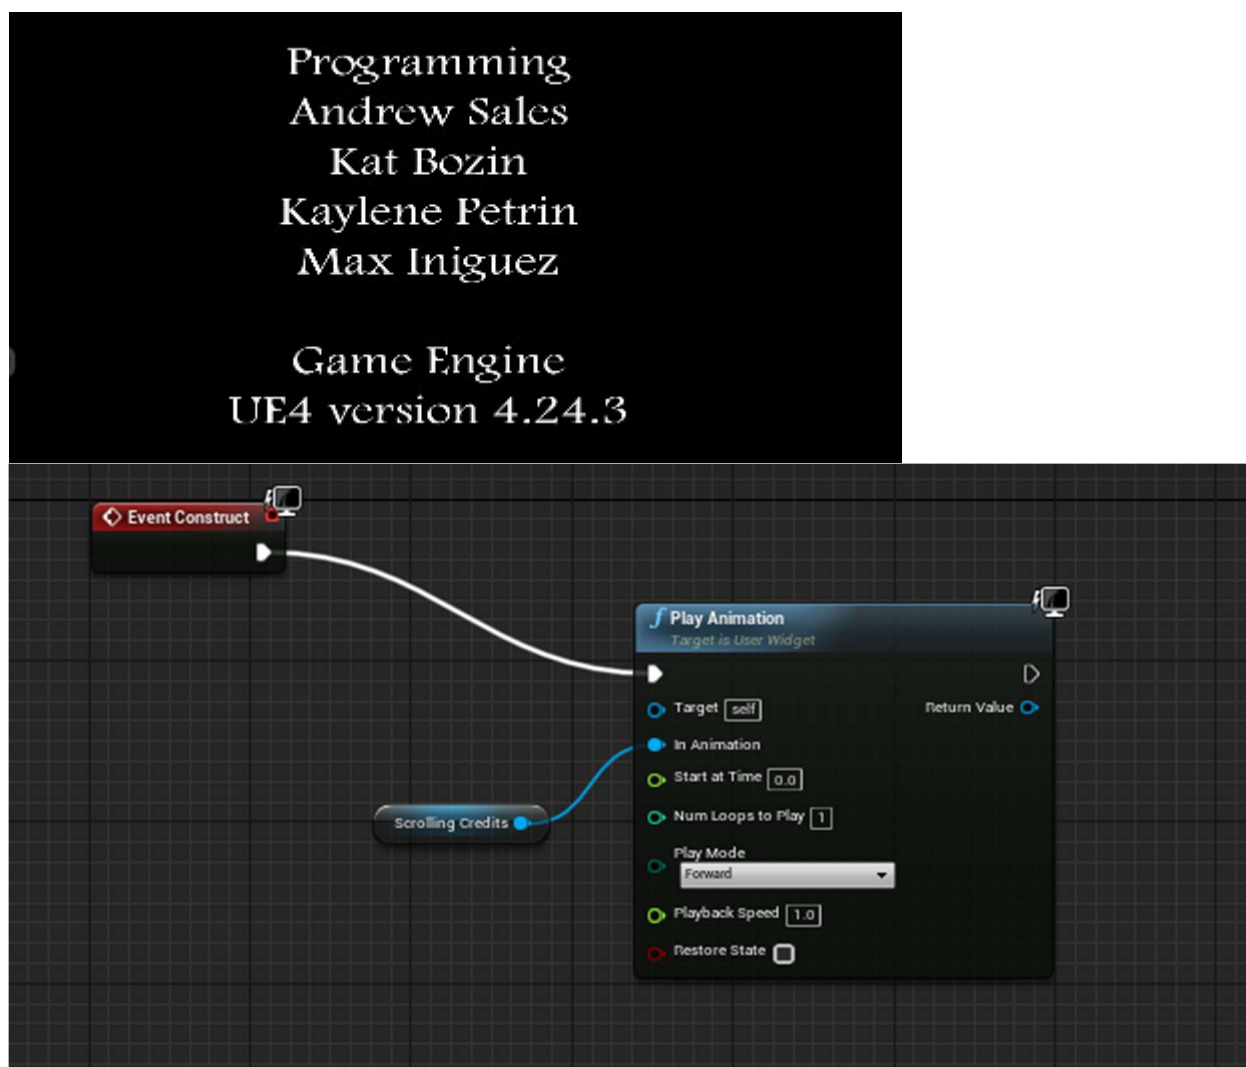 Programming
Andrew Sales
Kat Bozin
Kaylene Petrin
Max Iniguez
Game Engine
UE4 version 4.24.3
Event Construct
Play Animation
Target is User Widget
Target self
Return Value
In Animation
Start at Time 0.0
Scrolling Credits
Num Loops to Play 1
Play Mode
Forward
Playback Speed 1.0
Restore State